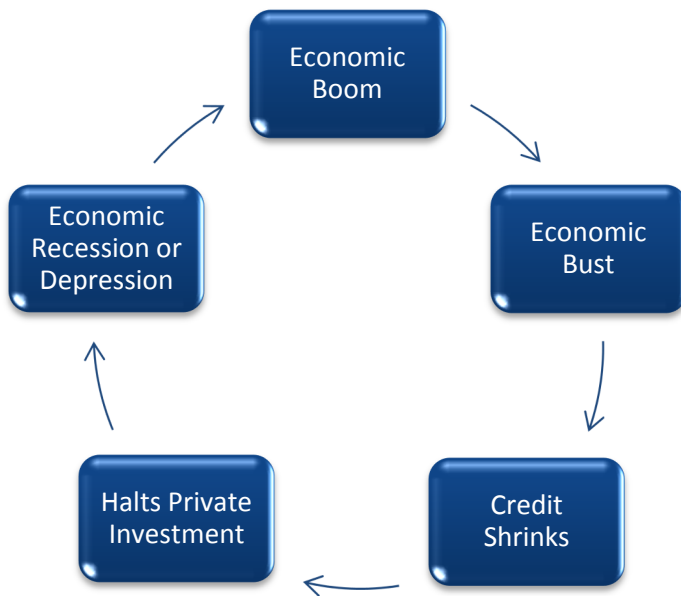 Economic
Boom
Economic
Bust
Credit
Shrinks
Halts Private
Investment
Economic
Recession or
Depression